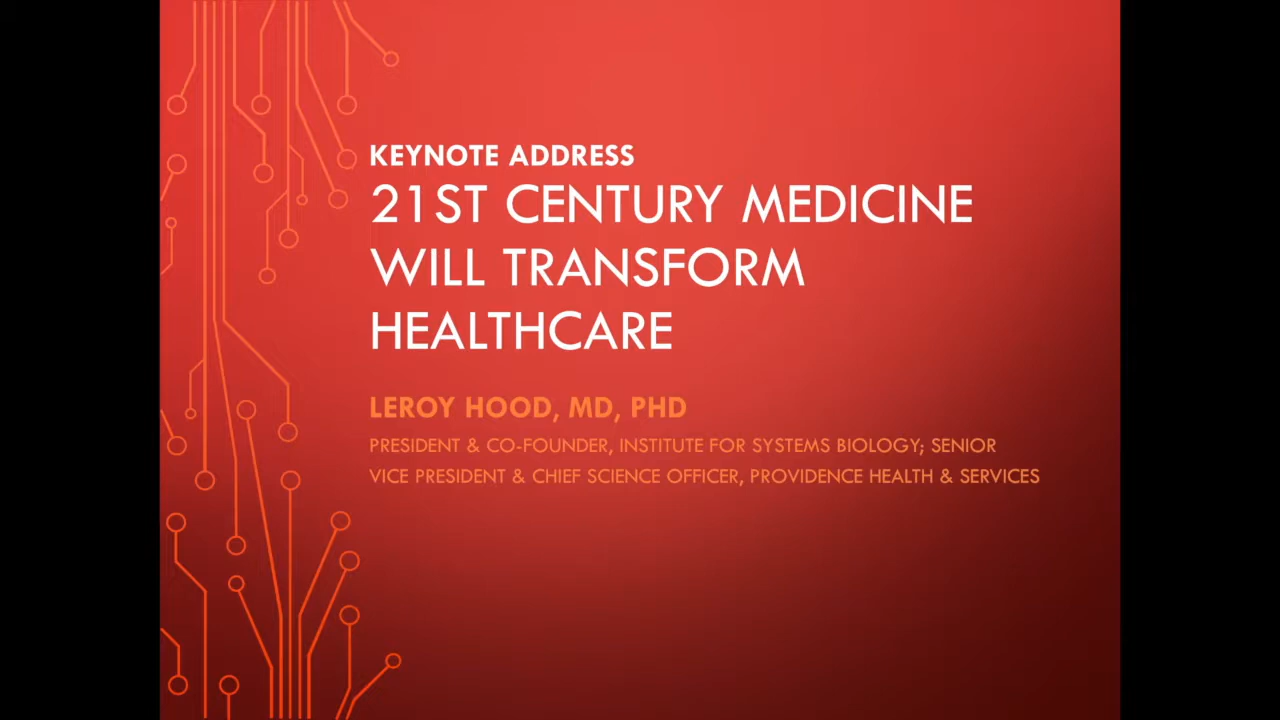 KEYNOTE ADDRESS
21ST CENTURY MEDICINE
WILL TRANSFORM
HEALTHCARE
LEROY HOOD, MD, PHD
PRESIDENT & CO-FOUNDER, INSTITUTE FOR SYSTEMS BIOLOGY; SENIOR
VICE PRESIDENT & CHIEF SCIENCE OFFICER, PROVIDENCE HEALTH & SERVICES